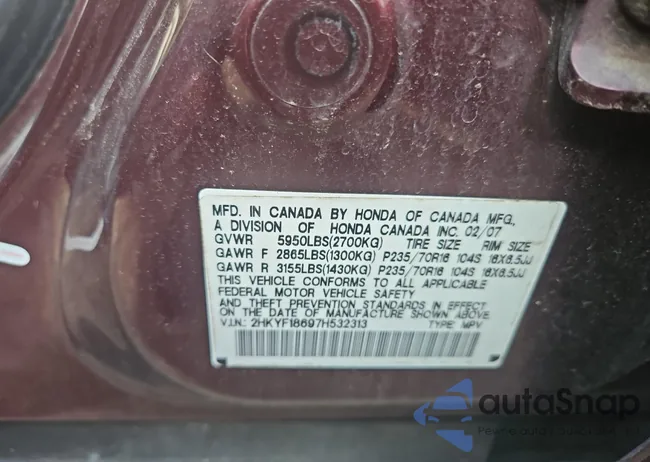 MFD. IN CANADA BY HONDA OF CANADA MFG.,
A DIVISION OF HONDA CANADA INC. 02/07
GVWR 5950LBS(2700KG) TIRE SIZE RIM SIZE
GAWR F 2865LBS(1300KG) P235/70R16 104S 16X6.5JJ
GAWR R 3155LBS(1430KG) P235/70R16 104S 16X6.5JJ
THIS VEHICLE CONFORMS TO ALL APPLICABLE
FEDERAL MOTOR VEHICLE SAFETY
AND THEFT PREVENTION STANDARDS IN EFFECT
ON THE DATE OF MANUFACTURE SHOWN ABOVE.
V.I.N.: 2HKYF18697H532313 TYPE: MPV
autoSnap